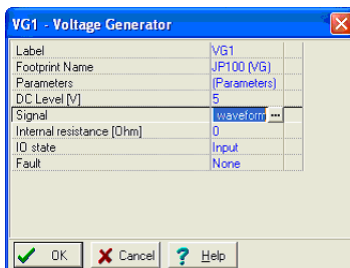 VG1 - Voltage Generator
Label VG1
Footprint Name JP100 (VG)
Parameters (Parameters)
DC Level [V] 5
Signal waveform ...
Internal resistance [Ohm] 0
IO state Input
Fault None
OK Cancel ? Help